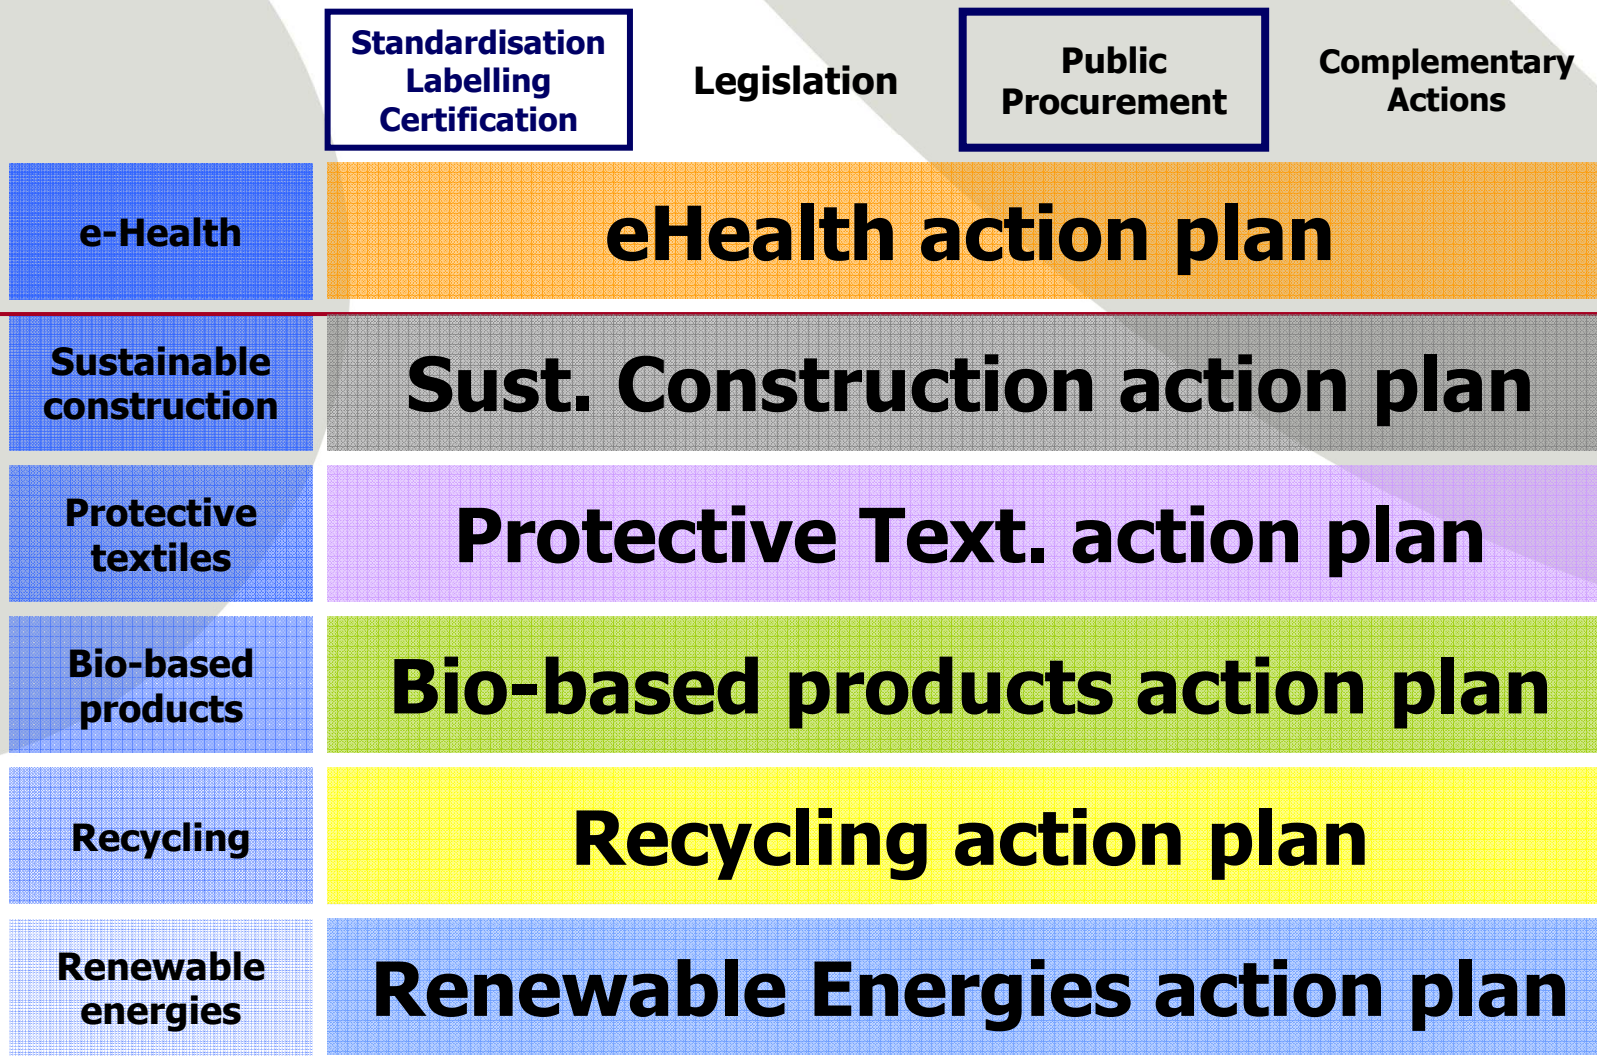 Standardisation
Labelling
Certification
Legislation
Public
Procurement
Complementary
Actions
e-Health
eHealth action plan
Sustainable
construction
Sust. Construction action plan
Protective
textiles
Protective Text. action plan
Bio-based
products
Bio-based products action plan
Recycling
Recycling action plan
Renewable
energies
Renewable Energies action plan